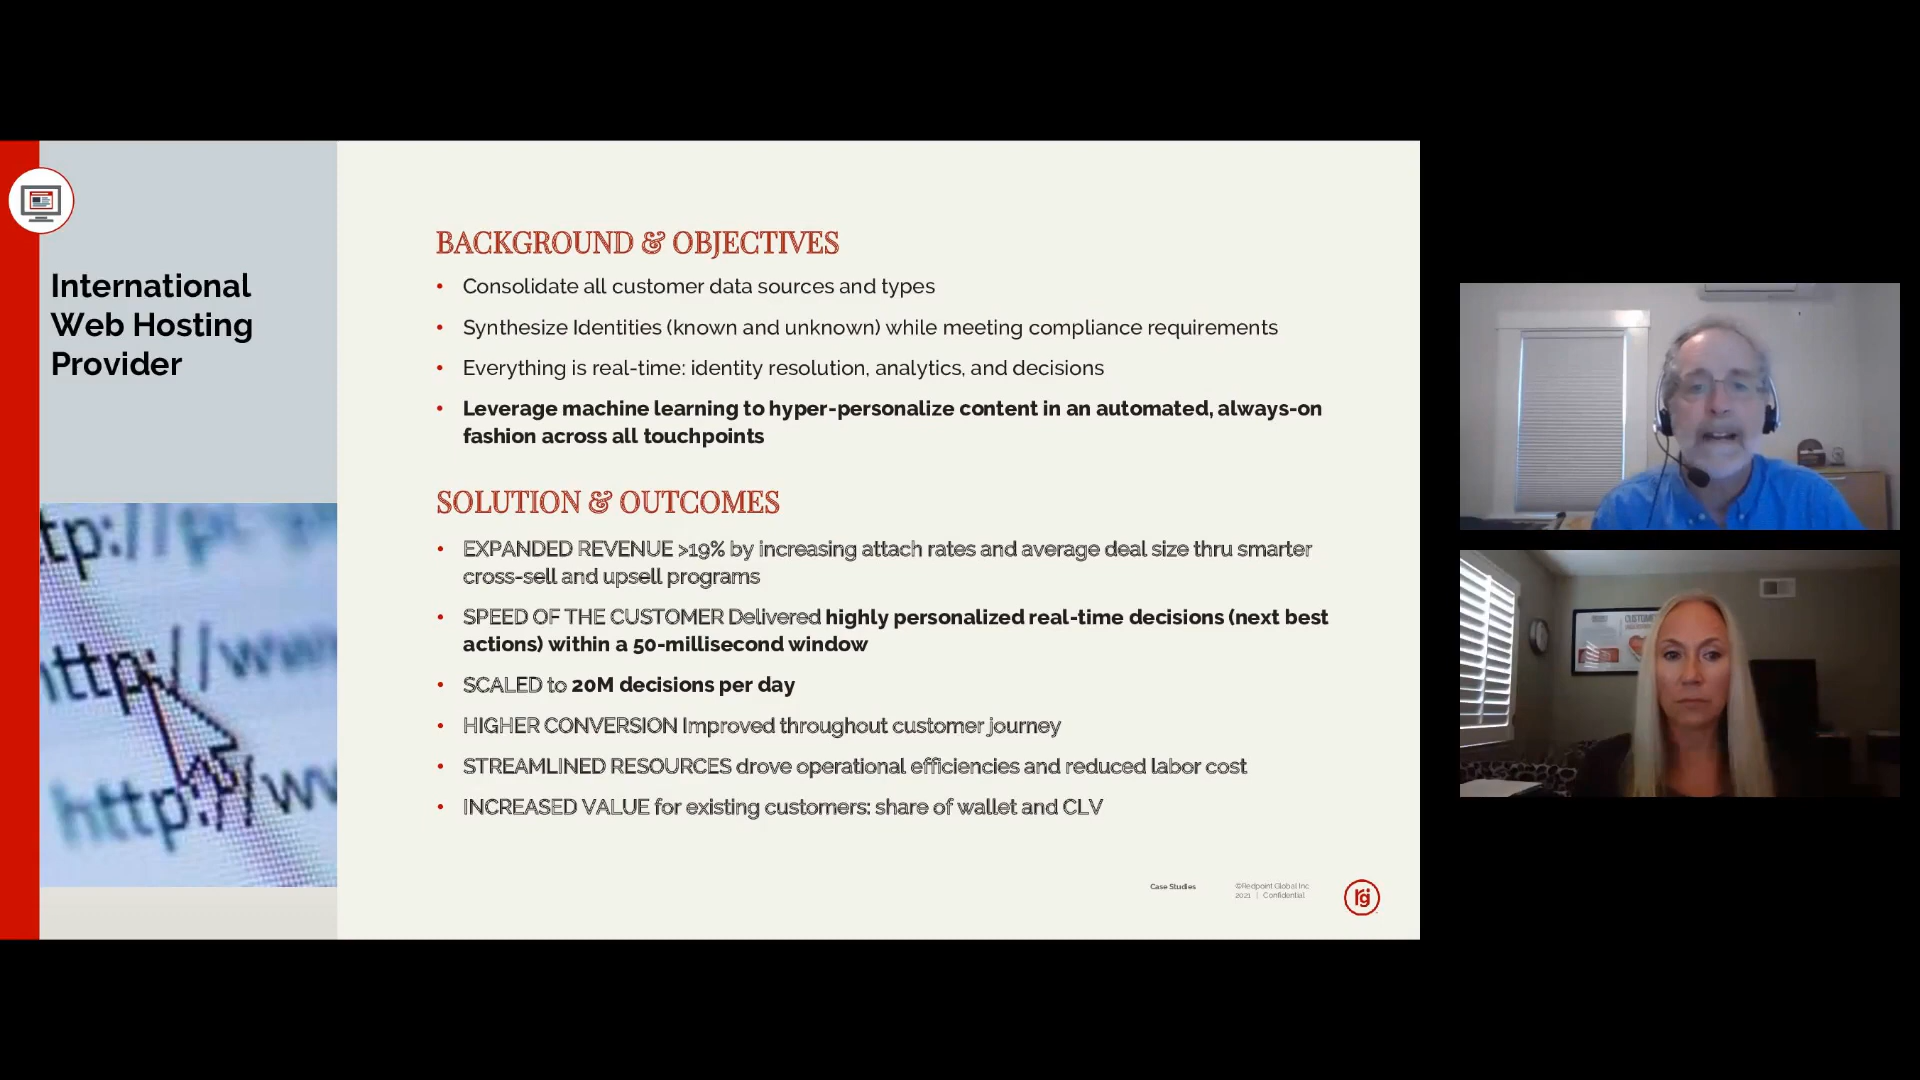 International
Web Hosting
Provider
tp://
http://www
http://ww
BACKGROUND & OBJECTIVES
• Consolidate all customer data sources and types
• Synthesize Identities (known and unknown) while meeting compliance requirements
• Everything is real-time: identity resolution, analytics, and decisions
• Leverage machine learning to hyper-personalize content in an automated, always-on
fashion across all touchpoints
SOLUTION & OUTCOMES
• EXPANDED REVENUE >19% by increasing attach rates and average deal size thru smarter
cross-sell and upsell programs
• SPEED OF THE CUSTOMER Delivered highly personalized real-time decisions (next best
actions) within a 50-millisecond window
• SCALED to 20M decisions per day
• HIGHER CONVERSION Improved throughout customer journey
• STREAMLINED RESOURCES drove operational efficiencies and reduced labor cost
• INCREASED VALUE for existing customers: share of wallet and CLV
Case Studies
©Redpoint Global Inc
2021 | Confidential
rg